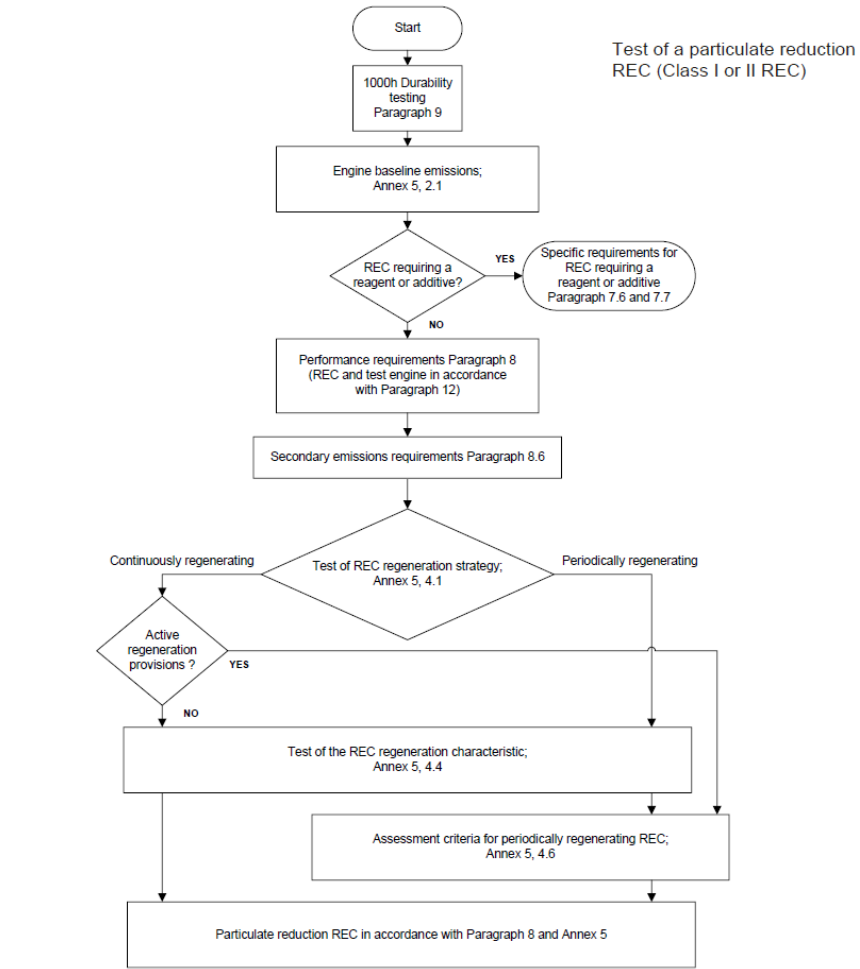 Start
Test of a particulate reduction
REC (Class I or II REC)
1000h Durability
testing
Paragraph 9
Engine baseline emissions;
Annex 5, 2.1
REC requiring a
reagent or additive?
YES
Specific requirements for
REC requiring a
reagent or additive
Paragraph 7.6 and 7.7
NO
Performance requirements Paragraph 8
(REC and test engine in accordance
with Paragraph 12)
Secondary emissions requirements Paragraph 8.6
Continuously regenerating
Test of REC regeneration strategy;
Annex 5, 4.1
Periodically regenerating
Active
regeneration
provisions ?
YES
NO
Test of the REC regeneration characteristic;
Annex 5, 4.4
Assessment criteria for periodically regenerating REC;
Annex 5, 4.6
Particulate reduction REC in accordance with Paragraph 8 and Annex 5